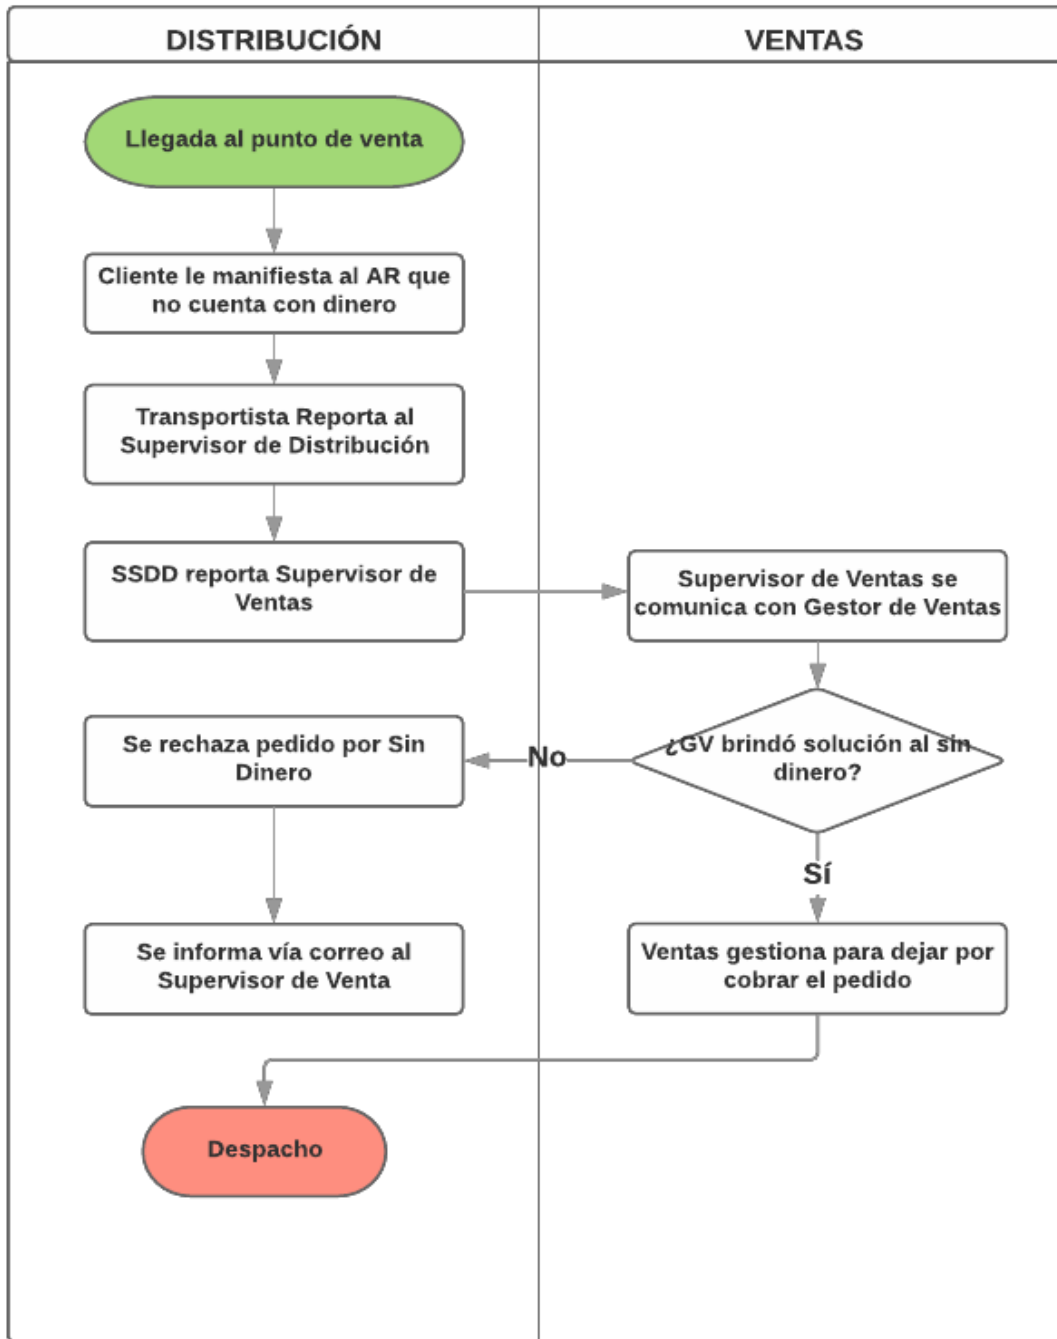 DISTRIBUCIÓN
VENTAS
Llegada al punto de venta
Cliente le manifiesta al AR que
no cuenta con dinero
Transportista Reporta al
Supervisor de Distribución
SSDD reporta Supervisor de
Ventas
Supervisor de Ventas se
comunica con Gestor de Ventas
¿GV brindó solución al sin
dinero?
No
Se rechaza pedido por Sin
Dinero
Sí
Se informa vía correo al
Supervisor de Venta
Ventas gestiona para dejar por
cobrar el pedido
Despacho